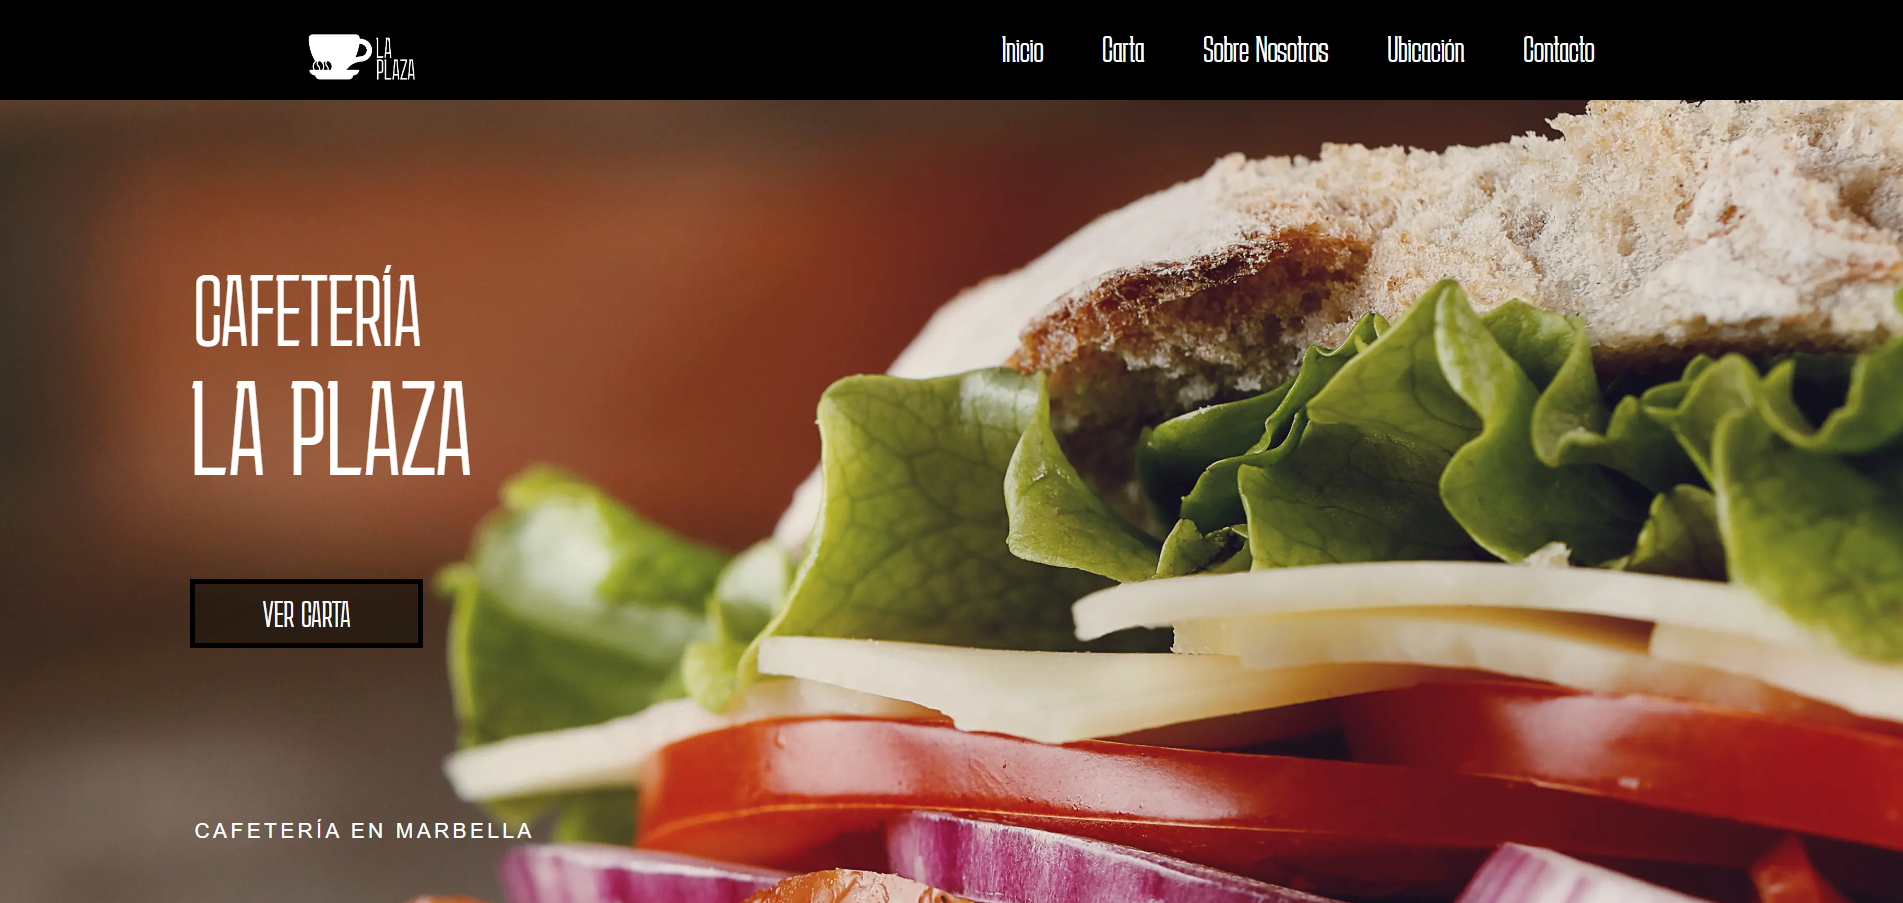 LA
PLAZA
Inicio Carta Sobre Nosotros Ubicación Contacto
CAFETERÍA
LA PLAZA
VER CARTA
CAFETERÍA EN MARBELLA